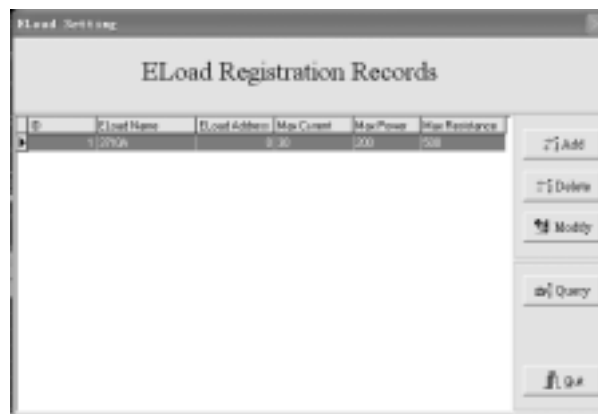 ELoad Setting
ELoad Registration Records
ID ELoad Name ELoad Address Max Current Max Power Max Resistance
1 3710A 0 30 200 500
Add
Delete
Modify
Query
Quit